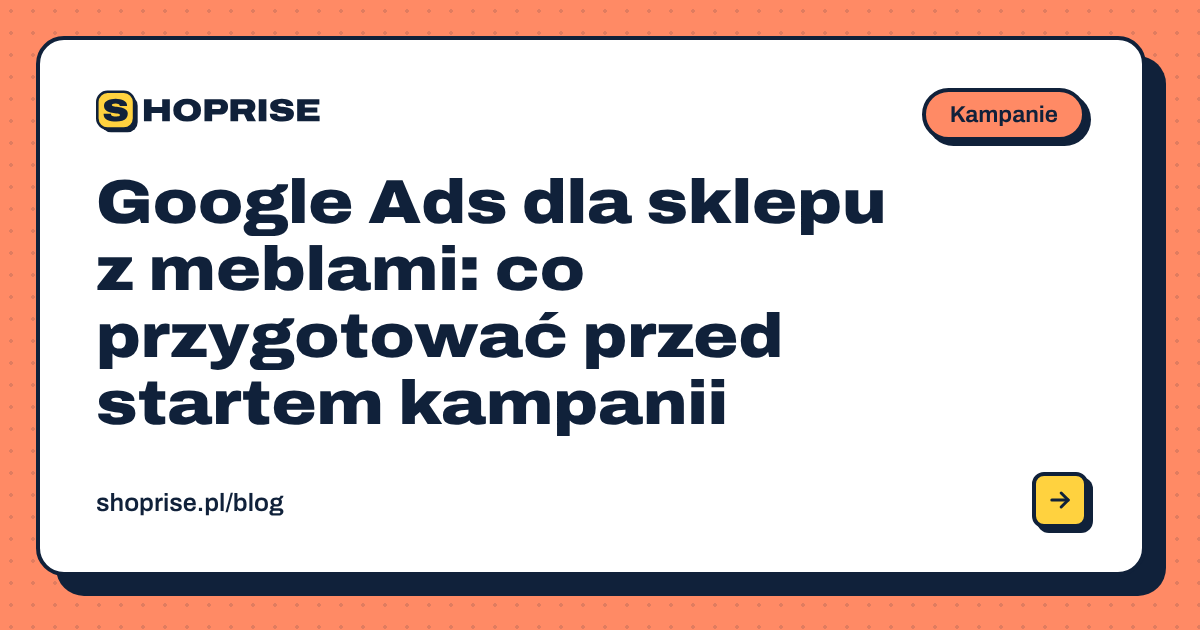 SHOPRISE
Kampanie
Google Ads dla sklepu
z meblami: co
przygotować przed
startem kampanii
shoprise.pl/blog